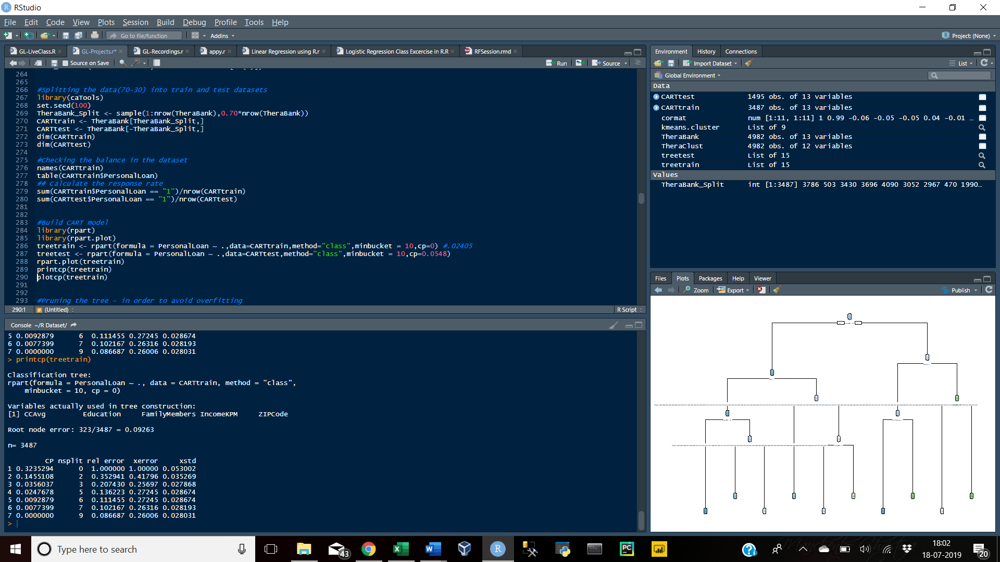 RStudio
File Edit Code View Plots Session Build Debug Profile Tools Help
Go to file/function Addins Project: (None)
GL-LiveClass.R GL-Projects.r* GL-Recordings.r appy.r Linear Regression using R.r Logistic Regression Class Excercise in R.R RFSession.rmd
Source on Save Run Source
264
265
266 #Splitting the data(70-30) into train and test datasets
267 library(caTools)
268 set.seed(100)
269 TheraBank_Split <- sample(1:nrow(TheraBank),0.70*nrow(TheraBank))
270 CARTtrain <- TheraBank[TheraBank_Split,]
271 CARTtest <- TheraBank[-TheraBank_Split,]
272 dim(CARTtrain)
273 dim(CARTtest)
274
275 #Checking the balance in the dataset
276 names(CARTtrain)
277 table(CARTtrain$PersonalLoan)
278 ## Calculate the response rate
279 sum(CARTtrain$PersonalLoan == "1")/nrow(CARTtrain)
280 sum(CARTtest$PersonalLoan == "1")/nrow(CARTtest)
281
282
283 #Build CART model
284 library(rpart)
285 library(rpart.plot)
286 treetrain <- rpart(formula = PersonalLoan ~ .,data=CARTtrain,method="class",minbucket = 10,cp=0) #.02405
287 treetest <- rpart(formula = PersonalLoan ~ .,data=CARTtest,method="class",minbucket = 10,cp=0.0548)
288 rpart.plot(treetrain)
289 printcp(treetrain)
290 plotcp(treetrain)
291
292
293 #Pruning the tree - in order to avoid overfitting
290:1 # (Untitled) R Script
Console ~/R Dataset/
5 0.0092879 6 0.111455 0.27245 0.028674
6 0.0077399 7 0.102167 0.26316 0.028193
7 0.0000000 9 0.086687 0.26006 0.028031
> printcp(treetrain)
Classification tree:
rpart(formula = PersonalLoan ~ ., data = CARTtrain, method = "class",
minbucket = 10, cp = 0)
Variables actually used in tree construction:
[1] CCAvg Education FamilyMembers IncomeKPM ZIPCode
Root node error: 323/3487 = 0.09263
n= 3487
CP nsplit rel error xerror xstd
1 0.3235294 0 1.000000 1.00000 0.053002
2 0.1455108 2 0.352941 0.41796 0.035269
3 0.0356037 3 0.207430 0.25697 0.027868
4 0.0247678 5 0.136223 0.27245 0.028674
5 0.0092879 6 0.111455 0.27245 0.028674
6 0.0077399 7 0.102167 0.26316 0.028193
7 0.0000000 9 0.086687 0.26006 0.028031
>
Environment History Connections
Import Dataset List
Global Environment
Data
CARTtest 1495 obs. of 13 variables
CARTtrain 3487 obs. of 13 variables
cormat num [1:11, 1:11] 1 0.99 -0.06 -0.05 -0.05 0.04 -0.01 …
kmeans.cluster List of 9
TheraBank 4982 obs. of 13 variables
TheraClust 4982 obs. of 12 variables
treetest List of 15
treetrain List of 15
Values
TheraBank_Split int [1:3487] 3786 503 3430 3696 4090 3052 2967 470 1990…
Files Plots Packages Help Viewer
Zoom Export Publish
Type here to search
43
18:02
18-07-2019
20